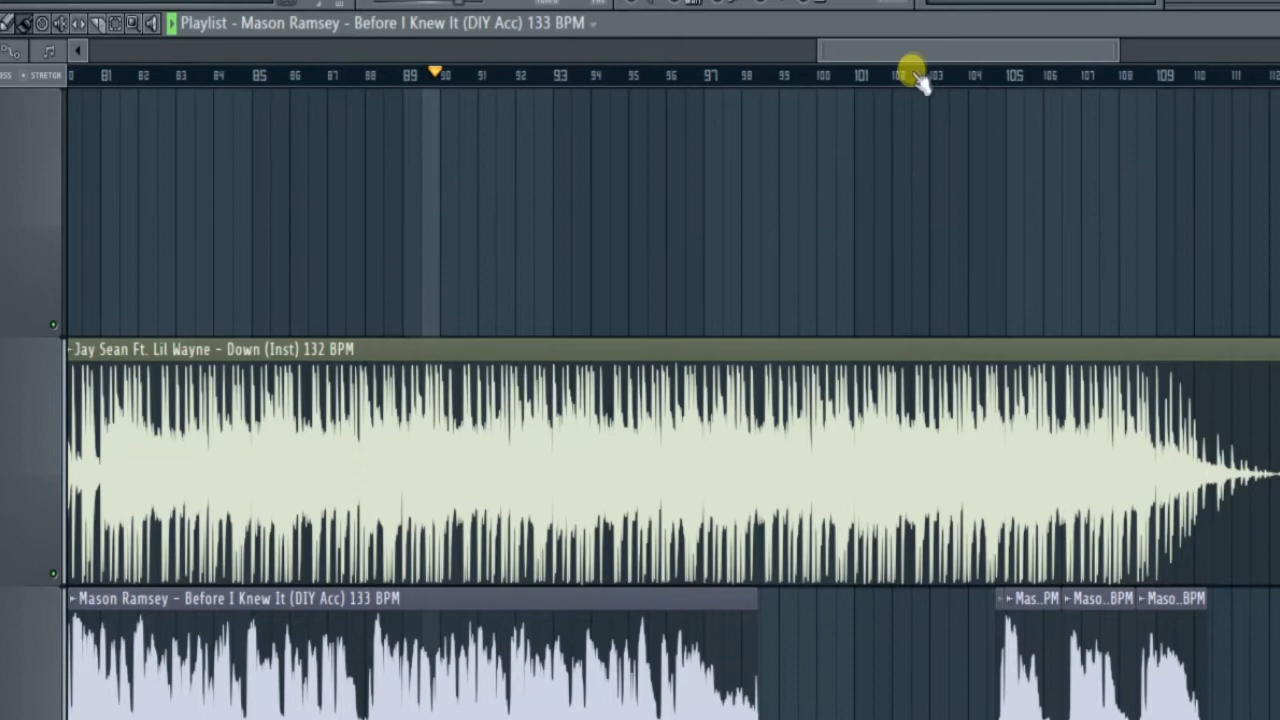 Playlist - Mason Ramsey - Before I Knew It (DIY Acc) 133 BPM
STRETCH 81 82 83 84 85 86 87 88 89 90 91 92 93 94 95 96 97 98 99 100 101 102 103 104 105 106 107 108 109 110 111
Jay Sean Ft. Lil Wayne - Down (Inst) 132 BPM
Mason Ramsey - Before I Knew It (DIY Acc) 133 BPM Mas..PM Maso..BPM Maso..BPM